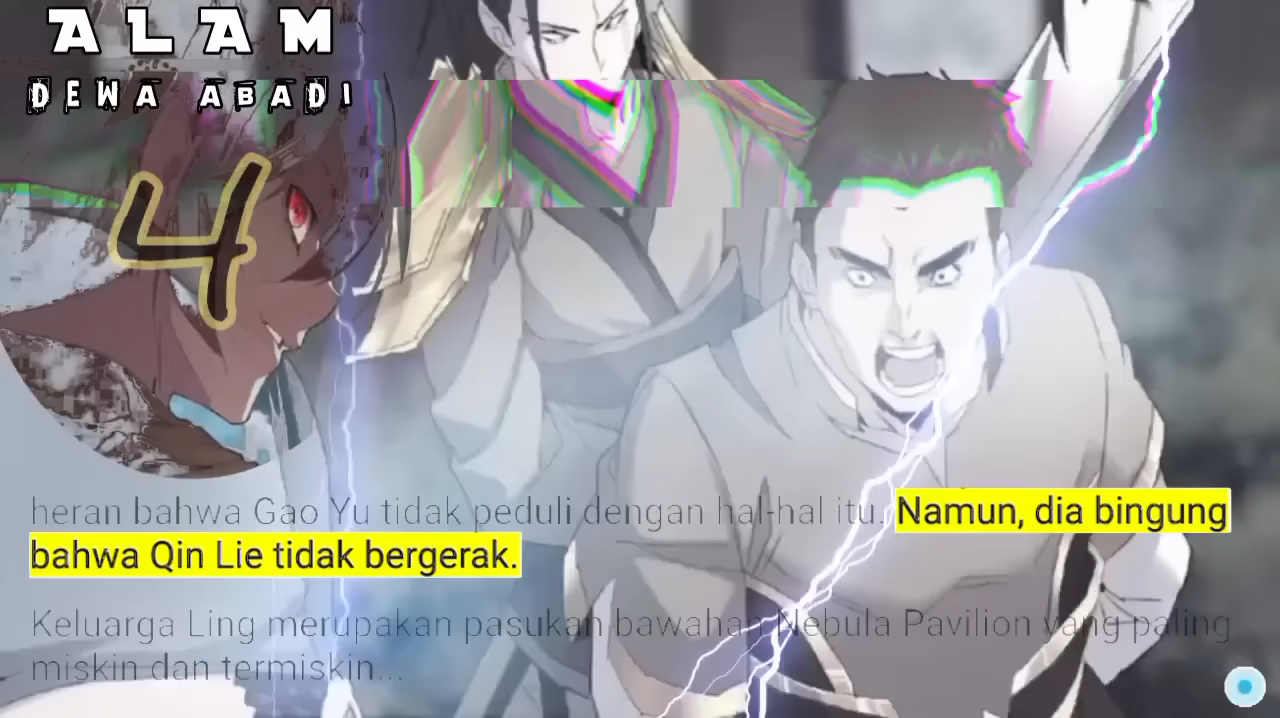 ALAM
DEWA ABADI
4
heran bahwa Gao Yu tidak peduli dengan hal-hal itu. Namun, dia bingung
bahwa Qin Lie tidak bergerak.
Keluarga Ling merupakan pasukan bawahan Nebula Pavilion yang paling
miskin dan termiskin...